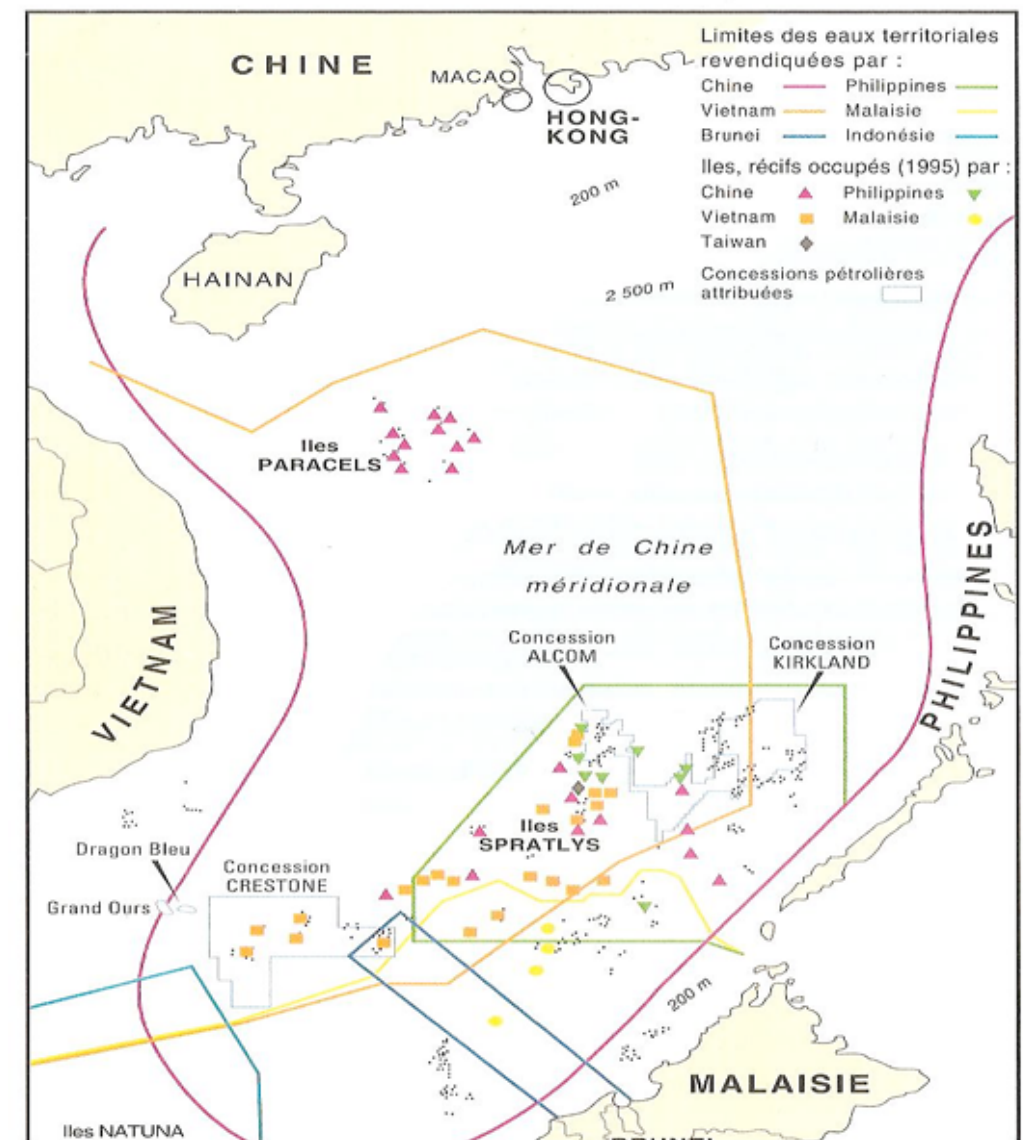 CHINE
MACAO
HONG-
KONG
Limites des eaux territoriales
revendiquées par :
Chine Philippines
Vietnam Malaisie
Brunei Indonésie
Iles, récifs occupés (1995) par :
Chine Philippines
Vietnam Malaisie
Taiwan
Concessions pétrolières
attribuées
200 m
2 500 m
HAINAN
Iles
PARACELS
Mer de Chine
méridionale
VIETNAM
PHILIPPINES
Concession
ALCOM
Concession
KIRKLAND
Iles
SPRATLYS
Dragon Bleu
Grand Ours
Concession
CRESTONE
200 m
MALAISIE
Iles NATUNA
BRUNEI